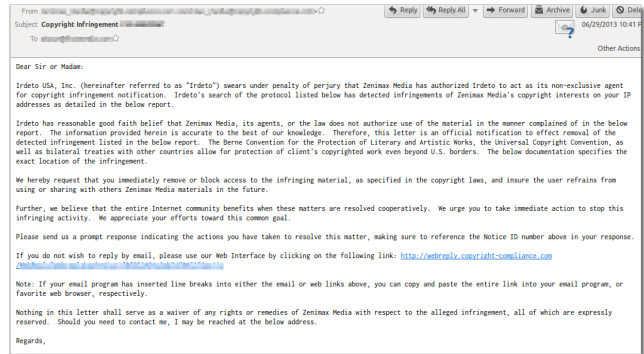 From
Reply Reply All Forward Archive Junk Dele
Subject Copyright Infringement
06/29/2013 10:41 P
To
Other Actions
Dear Sir or Madam:
Irdeto USA, Inc. (hereinafter referred to as "Irdeto") swears under penalty of perjury that Zenimax Media has authorized Irdeto to act as its non-exclusive agent
for copyright infringement notification. Irdeto's search of the protocol listed below has detected infringements of Zenimax Media's copyright interests on your IP
addresses as detailed in the below report.
Irdeto has reasonable good faith belief that Zenimax Media, its agents, or the law does not authorize use of the material in the manner complained of in the below
report. The information provided herein is accurate to the best of our knowledge. Therefore, this letter is an official notification to effect removal of the
detected infringement listed in the below report. The Berne Convention for the Protection of Literary and Artistic Works, the Universal Copyright Convention, as
well as bilateral treaties with other countries allow for protection of client's copyrighted work even beyond U.S. borders. The below documentation specifies the
exact location of the infringement.
We hereby request that you immediately remove or block access to the infringing material, as specified in the copyright laws, and insure the user refrains from
using or sharing with others Zenimax Media materials in the future.
Further, we believe that the entire Internet community benefits when these matters are resolved cooperatively. We urge you to take immediate action to stop this
infringing activity. We appreciate your efforts toward this common goal.
Please send us a prompt response indicating the actions you have taken to resolve this matter, making sure to reference the Notice ID number above in your response.
If you do not wish to reply by email, please use our Web Interface by clicking on the following link: http://webreply.copyright-compliance.com
Note: If your email program has inserted line breaks into either the email or web links above, you can copy and paste the entire link into your email program, or
favorite web browser, respectively.
Nothing in this letter shall serve as a waiver of any rights or remedies of Zenimax Media with respect to the alleged infringement, all of which are expressly
reserved. Should you need to contact me, I may be reached at the below address.
Regards,